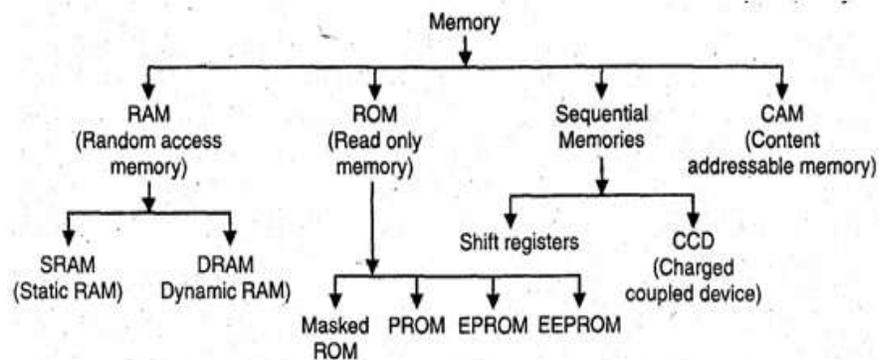 Memory
RAM
(Random access
memory)
ROM
(Read only
memory)
Sequential
Memories
CAM
(Content
addressable memory)
SRAM
(Static RAM)
DRAM
Dynamic RAM)
Shift registers
CCD
(Charged
coupled device)
Masked
ROM
PROM
EPROM
EEPROM